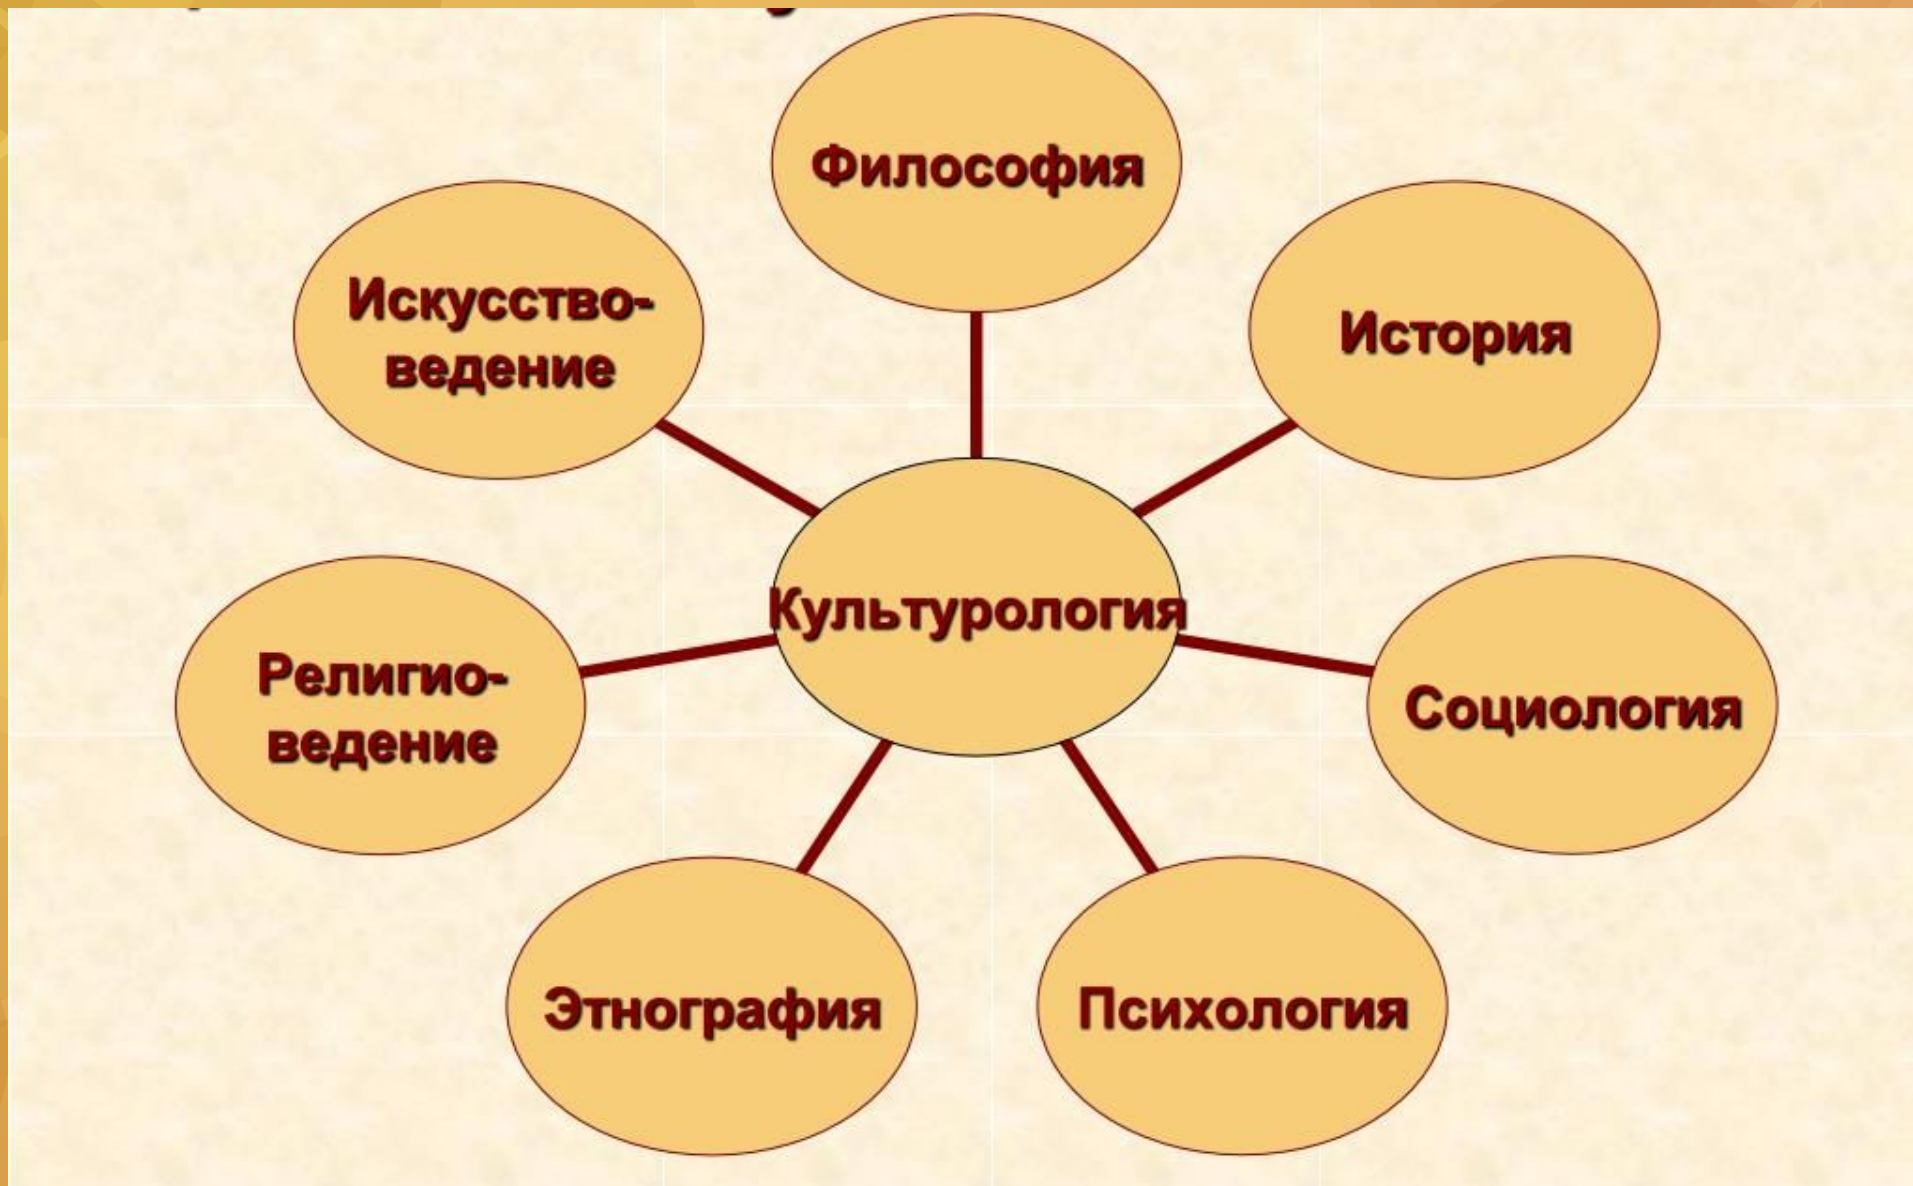 Философия
Искусство-
ведение
История
Культурология
Религио-
ведение
Социология
Этнография
Психология